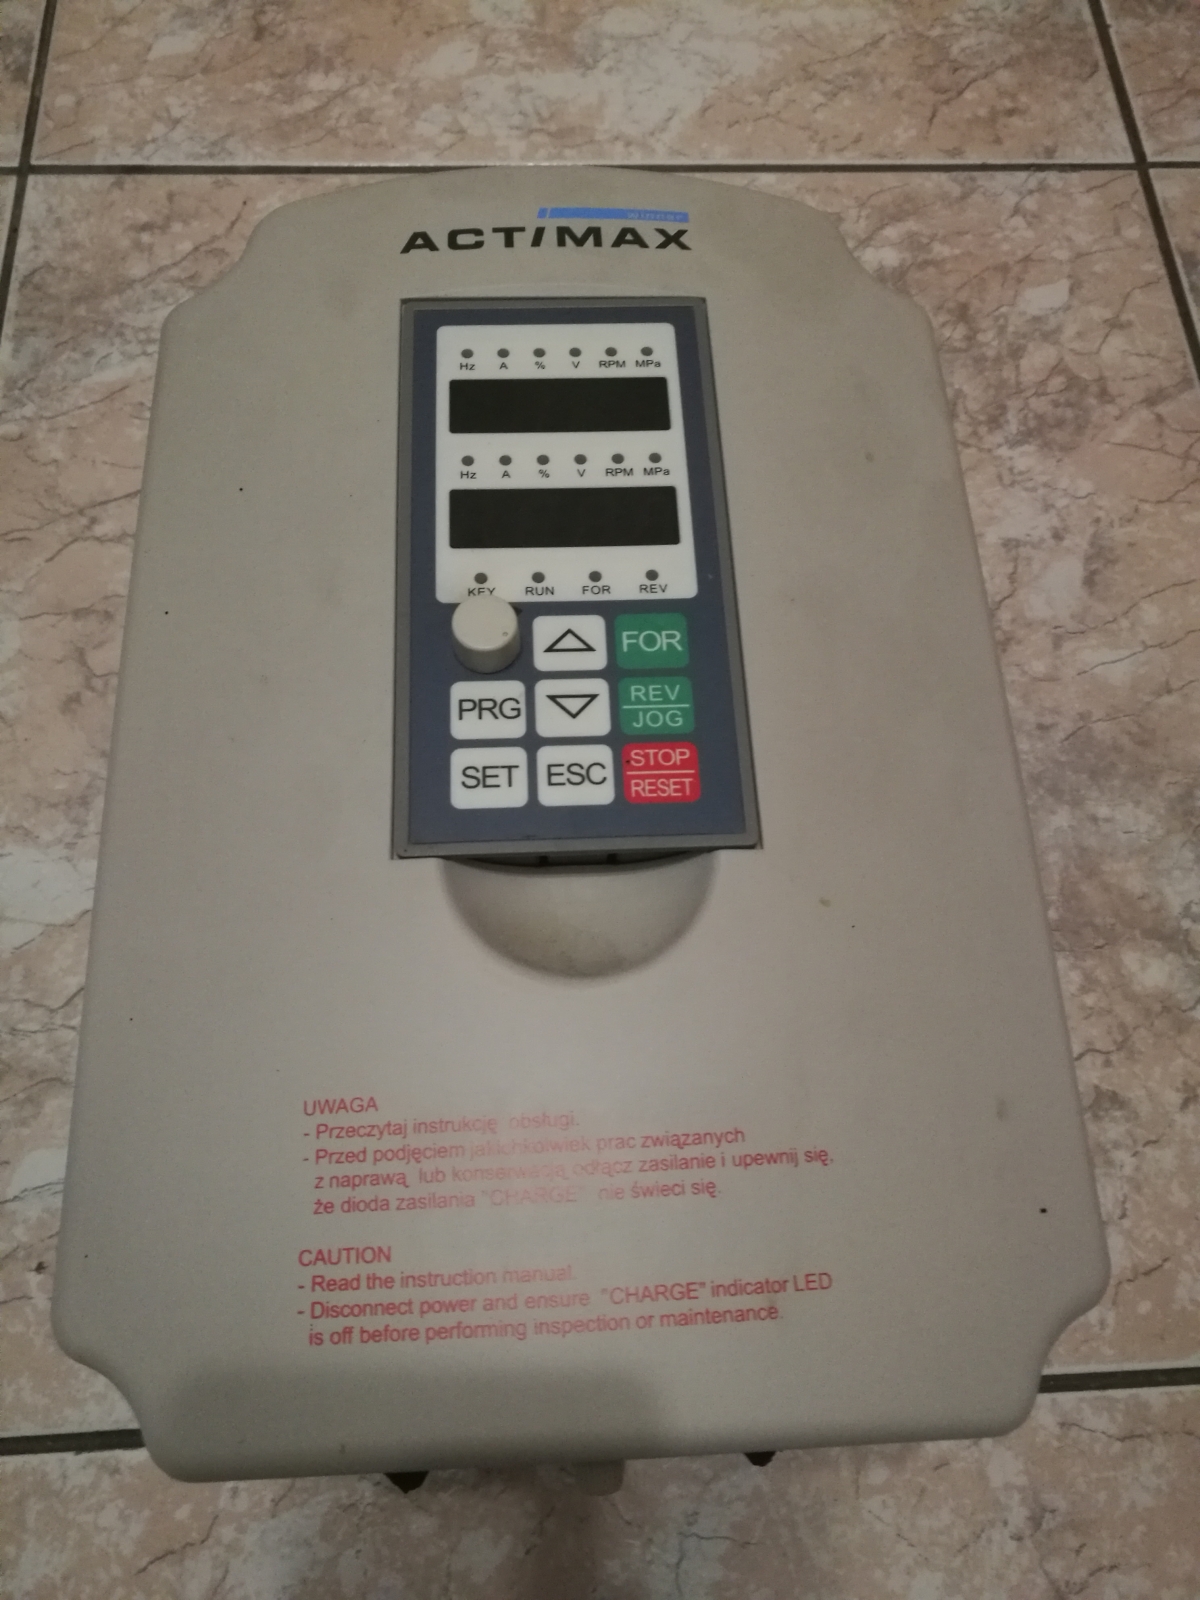 winner
ACTIMAX
Hz A % V RPM MPa
Hz A % V RPM MPa
KEY RUN FOR REV
FOR
PRG REV
JOG
SET ESC STOP
RESET
UWAGA
- Przeczytaj instrukcję obsługi.
- Przed podjęciem jakichkolwiek prac związanych
z naprawą lub konserwacją odłącz zasilanie i upewnij się,
że dioda zasilania "CHARGE" nie świeci się.
CAUTION
- Read the instruction manual.
- Disconnect power and ensure "CHARGE" indicator LED
is off before performing inspection or maintenance.